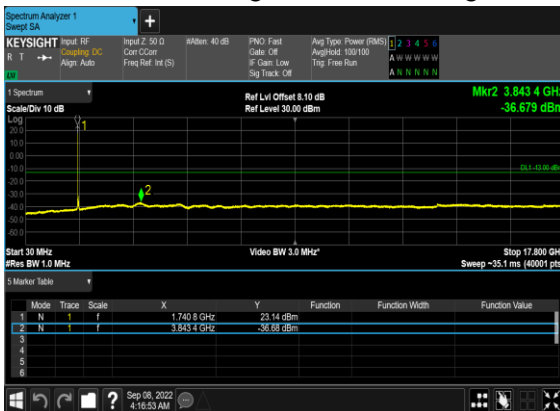 Spectrum Analyzer 1
Swept SA
KEYSIGHT
R T
LV
Input: RF
Coupling: DC
Align: Auto
Input Z: 50 Ω
Corr CCorr
Freq Ref: Int (S)
#Atten: 40 dB
PNO: Fast
Gate: Off
IF Gain: Low
Sig Track: Off
Avg Type: Power (RMS)
Avg|Hold: 100/100
Trig: Free Run
1 2 3 4 5 6
A W W W W W
A N N N N N
1 Spectrum
Scale/Div 10 dB
Ref Lvl Offset 8.10 dB
Ref Level 30.00 dBm
Mkr2 3.843 4 GHz
-36.679 dBm
Log
20.0
10.0
0.00
-10.0
-20.0
-30.0
-40.0
-50.0
-60.0
1
2
DL1 -13.00 dBm
Start 30 MHz
#Res BW 1.0 MHz
Video BW 3.0 MHz*
Stop 17.800 GHz
Sweep ~35.1 ms (40001 pts)
5 Marker Table
Mode Trace Scale X Y Function Function Width Function Value
1 N 1 f 1.740 8 GHz 23.14 dBm
2 N 1 f 3.843 4 GHz -36.68 dBm
3
4
5
6
?
Sep 08, 2022
4:16:53 AM